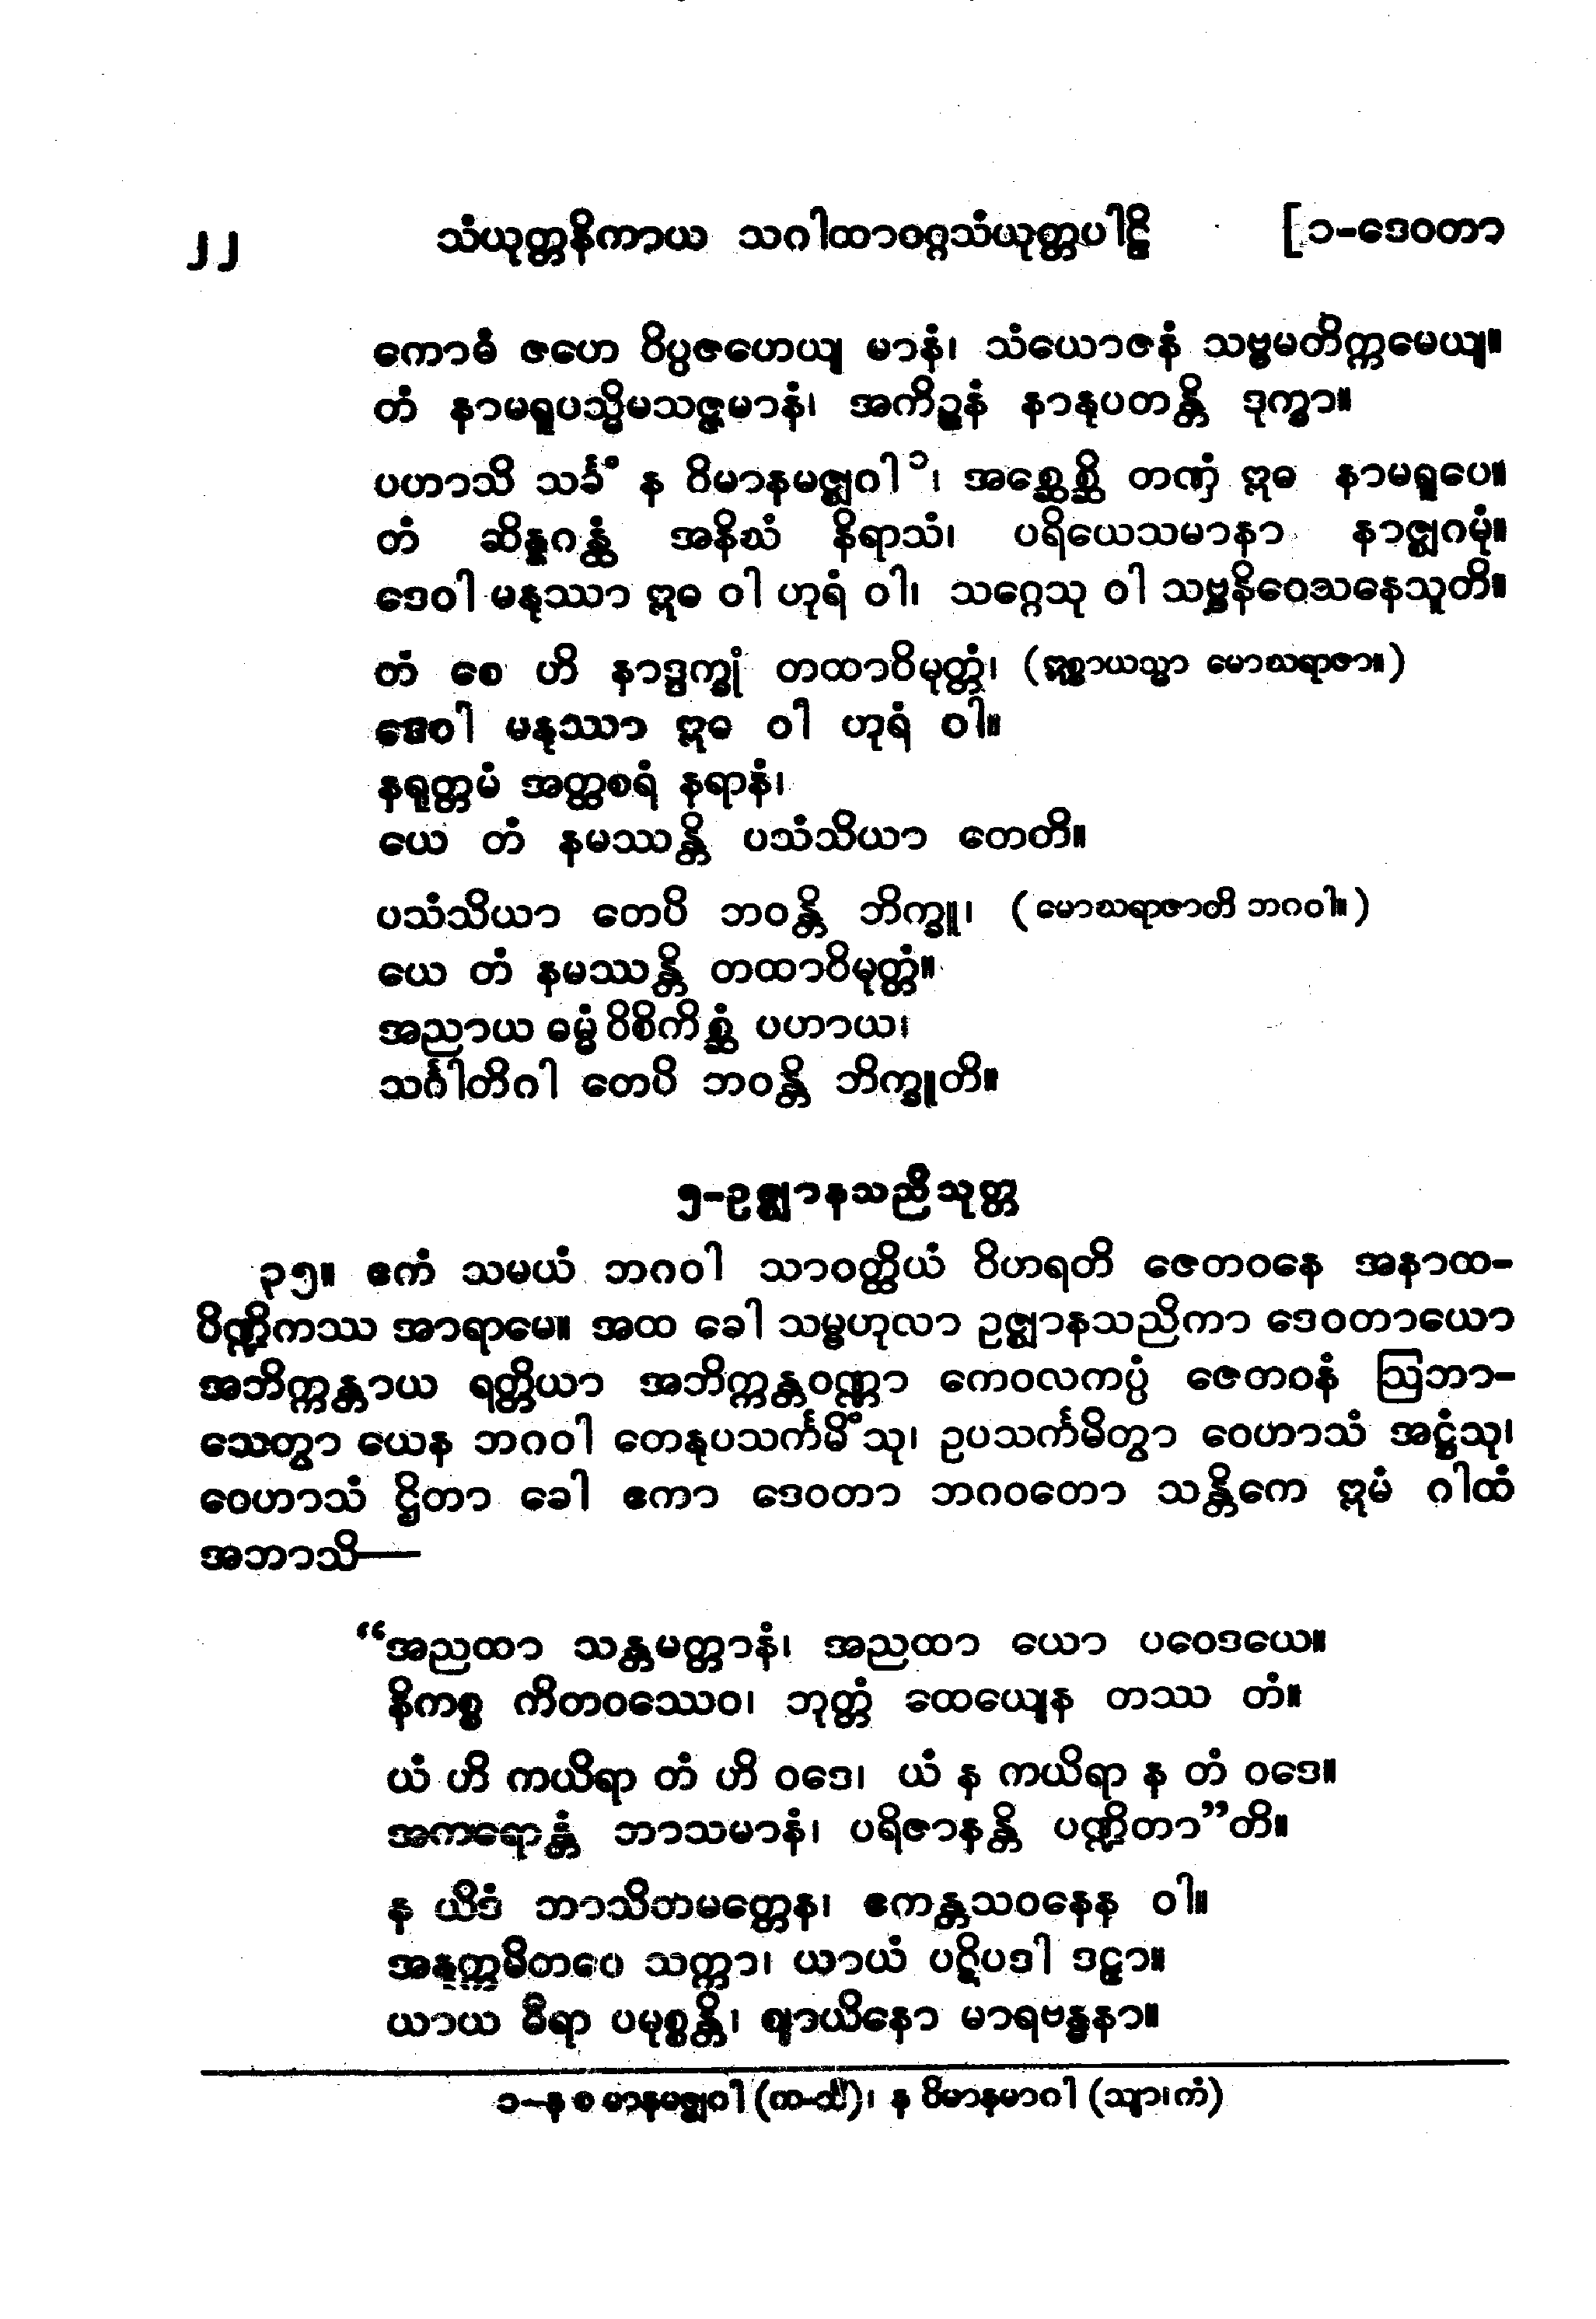 ၂၂ သံယုတ္တနိကာယ သဂါထာဝဂ္ဂသံယုတ္တပါဠိ [၁-ဒေဝတာ
ကောဓံ ဇဟေ ဝိပ္ပဇဟေယျ မာနံ၊ သံယောဇနံ သဗ္ဗမတိက္ကမေယျ။
တံ နာမရူပသ္မိမသဇ္ဇမာနံ၊ အကိဉ္စနံ နာနုပတန္တိ ဒုက္ခာ။
ပဟာသိ သင်္ခံ န ဝိမာနမဇ္ဈဂါ၁၊ အစ္ဆေစ္ဆိ တဏှံ ဣဓ နာမရူပေ။
တံ ဆိန္နဂန္ထံ အနိဃံ နိရာသံ၊ ပရိယေသမာနာ နာဇ္ဈဂမုံ။
ဒေဝါ မနုဿာ ဣဓ ဝါ ဟုရံ ဝါ၊ သဂ္ဂေသု ဝါ သဗ္ဗနိဝေသနေသူတိ။
တံ စေ ဟိ နာဒ္ဒက္ခုံ တထာဝိမုတ္တံ၊ (ဣစ္စာယသ္မာ မောဃရာဇာ။)
ဒေဝါ မနုဿာ ဣဓ ဝါ ဟုရံ ဝါ။
နရုတ္တမံ အတ္ထစရံ နရာနံ၊
ယေ တံ နမဿန္တိ ပသံသိယာ တေတိ။
ပသံသိယာ တေပိ ဘဝန္တိ ဘိက္ခူ၊ (မောဃရာဇာတိ ဘဂဝါ။)
ယေ တံ နမဿန္တိ တထာဝိမုတ္တံ။
အညာယ ဓမ္မံ ဝိစိကိစ္ဆံ ပဟာယ၊
သင်္ဂါတိဂါ တေပိ ဘဝန္တိ ဘိက္ခူတိ။
၅-ဥဇ္ဈာနသညိသုတ္တ
၃၅။ ဧကံ သမယံ ဘဂဝါ သာဝတ္ထိယံ ဝိဟရတိ ဇေတဝနေ အနာထ-
ပိဏ္ဍိကဿ အာရာမေ။ အထ ခေါ သမ္ဗဟုလာ ဥဇ္ဈာနသညိကာ ဒေဝတာယော
အဘိက္ကန္တာယ ရတ္တိယာ အဘိက္ကန္တဝဏ္ဏာ ကေဝလကပ္ပံ ဇေတဝနံ ဩဘာ-
သေတွာ ယေန ဘဂဝါ တေနုပသင်္ကမိံသု၊ ဥပသင်္ကမိတွာ ဝေဟာသံ အဋ္ဌံသု၊
ဝေဟာသံ ဌိတာ ခေါ ဧကာ ဒေဝတာ ဘဂဝတော သန္တိကေ ဣမံ ဂါထံ
အဘာသိ—
“အညထာ သန္တမတ္တာနံ၊ အညထာ ယော ပဝေဒယေ။
နိကစ္စ ကိတဝဿေဝ၊ ဘုတ္တံ ထေယျေန တဿ တံ။
ယံ ဟိ ကယိရာ တံ ဟိ ဝဒေ၊ ယံ န ကယိရာ န တံ ဝဒေ။
အကရောန္တံ ဘာသမာနံ၊ ပရိဇာနန္တိ ပဏ္ဍိတာ”တိ။
န ယိဒံ ဘာသိတမတ္တေန၊ ဧကန္တသဝနေန ဝါ။
အနုက္ကမိတဝေ သက္ကာ၊ ယာယံ ပဋိပဒါ ဒဠှာ။
ယာယ ဓီရာ ပမုစ္စန္တိ၊ ဈာယိနော မာရဗန္ဓနာ။
၁-န စ မာနမဇ္ဈဂါ (က-သီ)၊ န ဝိမာနမာဂါ (သျာ၊ကံ)